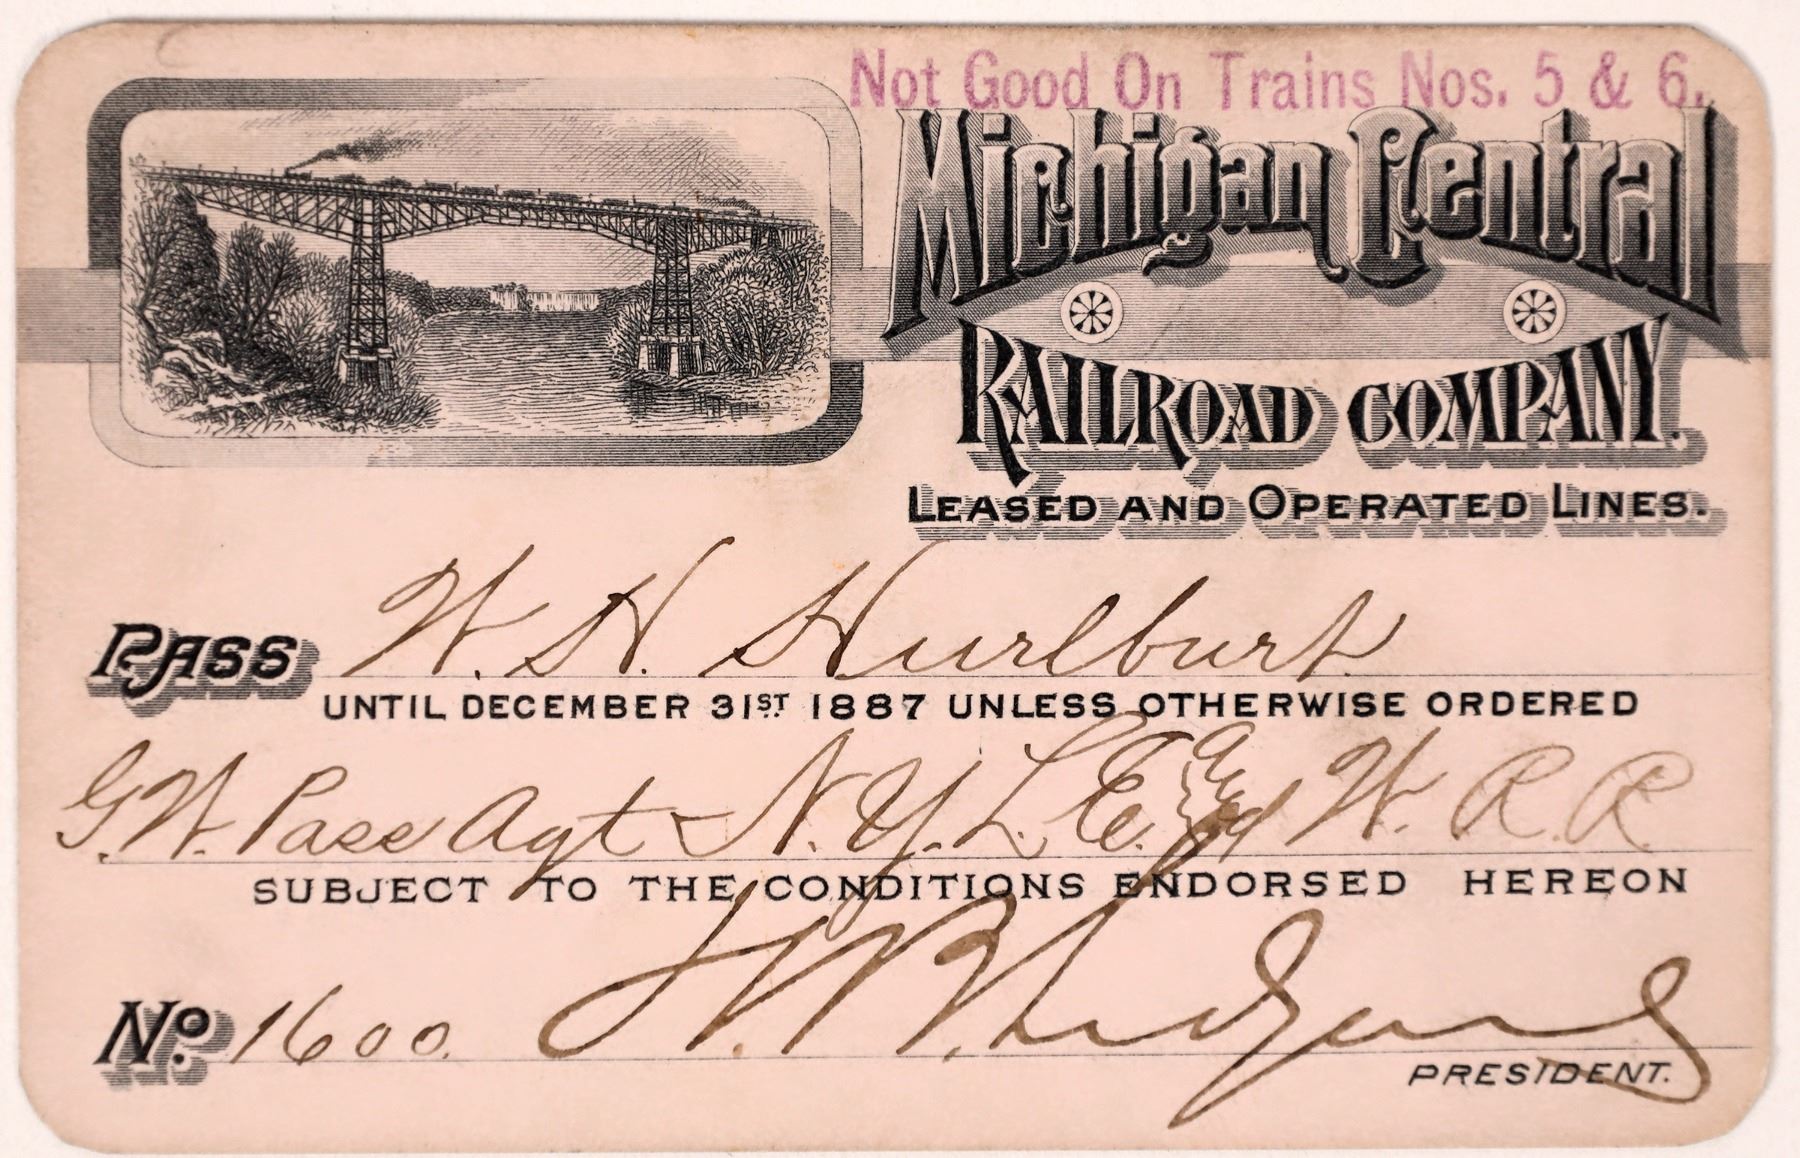 Not Good On Trains Nos. 5 & 6.
Michigan Central
RAILROAD COMPANY.
LEASED AND OPERATED LINES.
PASS W. H. Hurlburt
UNTIL DECEMBER 31ST 1887 UNLESS OTHERWISE ORDERED
G. W. Pass Agt N. Y. L. E. & W. R. R.
SUBJECT TO THE CONDITIONS ENDORSED HEREON
No. 1600. H. B. Ledyard
PRESIDENT.